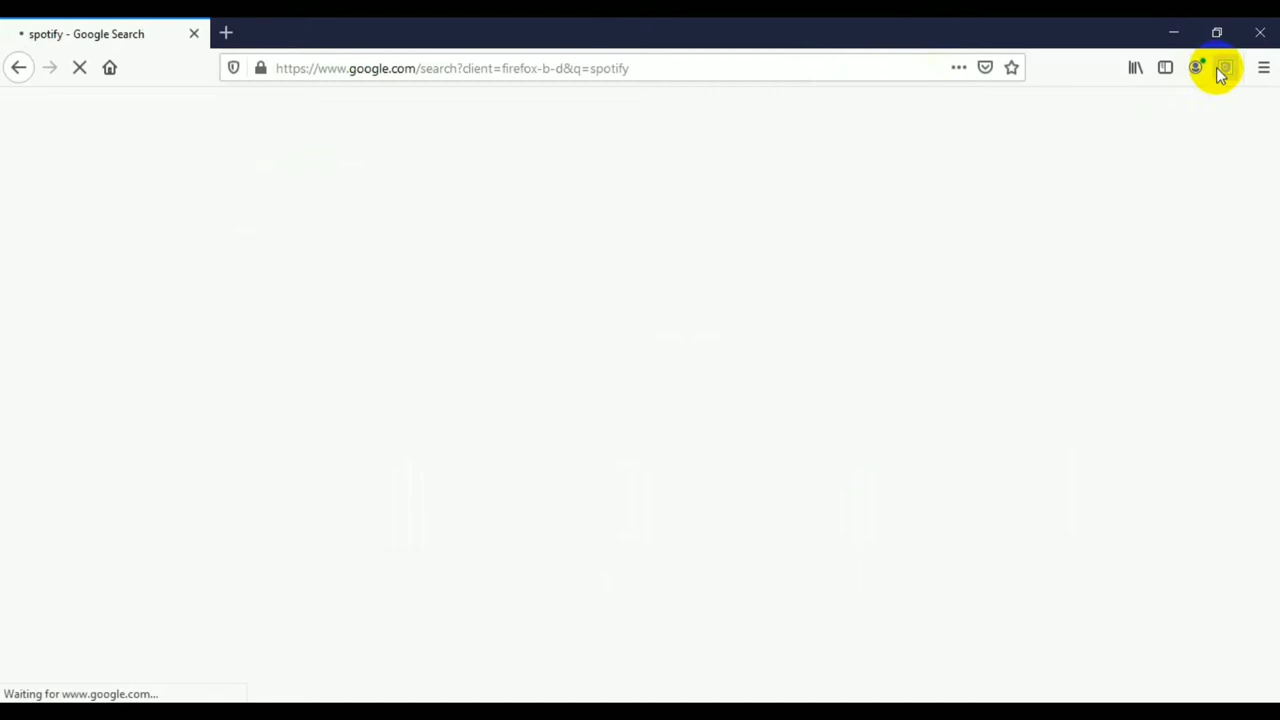 spotify - Google Search
https://www.google.com/search?client=firefox-b-d&q=spotify
Waiting for www.google.com...